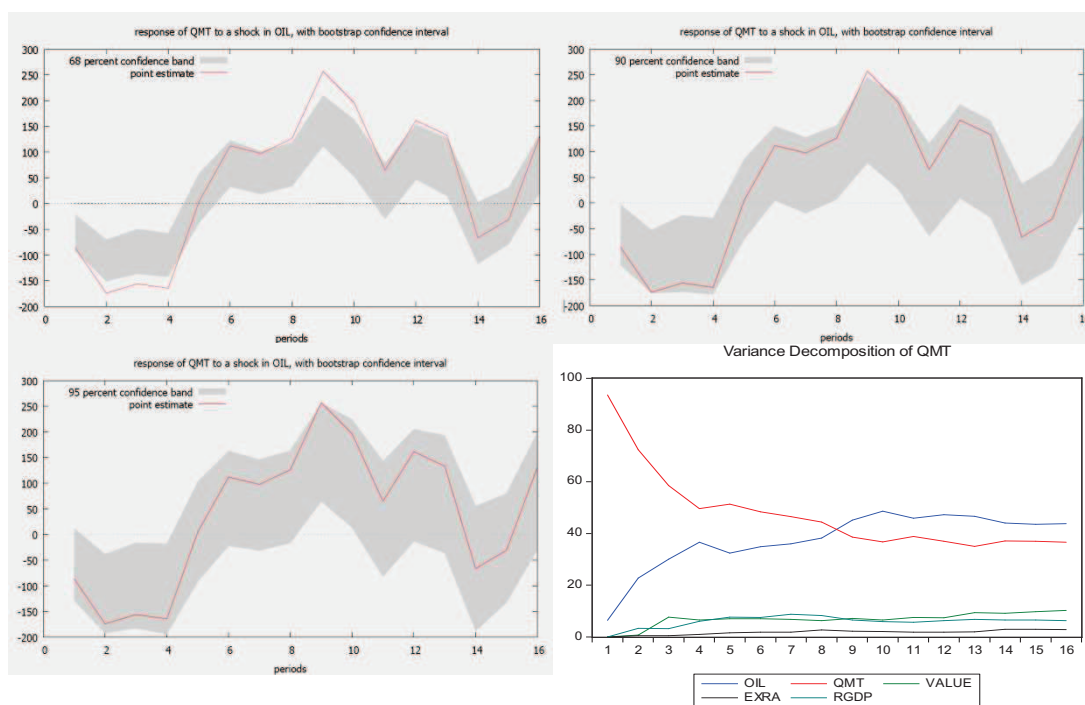 response of QMT to a shock in OIL, with bootstrap confidence interval
300
250
200
150
100
50
0
-50
-100
-150
-200
68 percent confidence band
point estimate
0 2 4 6 8 10 12 14 16
periods
response of QMT to a shock in OIL, with bootstrap confidence interval
300
250
200
150
100
50
0
-50
-100
-150
-200
90 percent confidence band
point estimate
0 2 4 6 8 10 12 14 16
periods
response of QMT to a shock in OIL, with bootstrap confidence interval
300
250
200
150
100
50
0
-50
-100
-150
-200
95 percent confidence band
point estimate
0 2 4 6 8 10 12 14 16
periods
Variance Decomposition of QMT
100
80
60
40
20
0
1 2 3 4 5 6 7 8 9 10 11 12 13 14 15 16
OIL QMT VALUE
EXRA RGDP